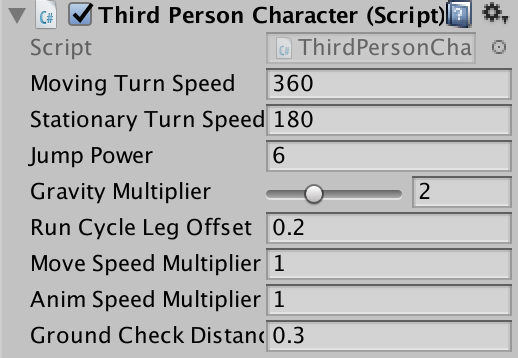 Third Person Character (Script)
Script ThirdPersonCha
Moving Turn Speed 360
Stationary Turn Speed 180
Jump Power 6
Gravity Multiplier 2
Run Cycle Leg Offset 0.2
Move Speed Multiplier 1
Anim Speed Multiplier 1
Ground Check Distanc 0.3